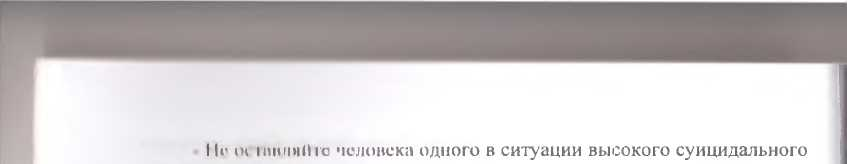 - Не оставляйте человека одного в ситуации высокого суицидального